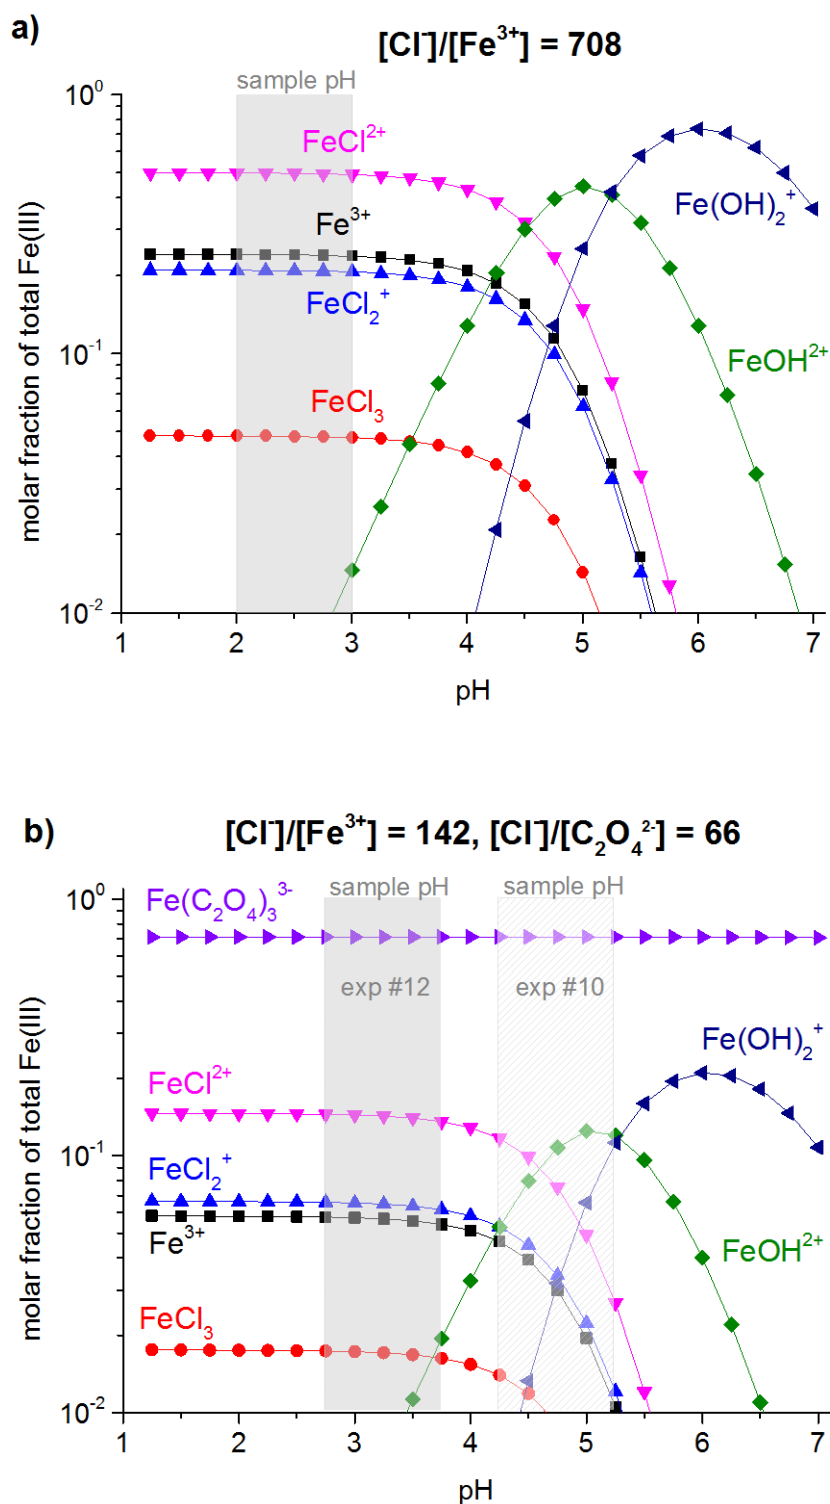 a)
[Cl⁻]/[Fe³⁺] = 708
sample pH
10⁰
FeCl²⁺
Fe³⁺
Fe(OH)₂⁺
FeCl₂⁺
10⁻¹
FeOH²⁺
FeCl₃
10⁻²
molar fraction of total Fe(III)
1 2 3 4 5 6 7
pH
b)
[Cl⁻]/[Fe³⁺] = 142, [Cl⁻]/[C₂O₄²⁻] = 66
sample pH sample pH
10⁰
Fe(C₂O₄)₃³⁻
exp #12 exp #10
Fe(OH)₂⁺
FeCl²⁺
10⁻¹
FeCl₂⁺
Fe³⁺
FeOH²⁺
FeCl₃
10⁻²
molar fraction of total Fe(III)
1 2 3 4 5 6 7
pH